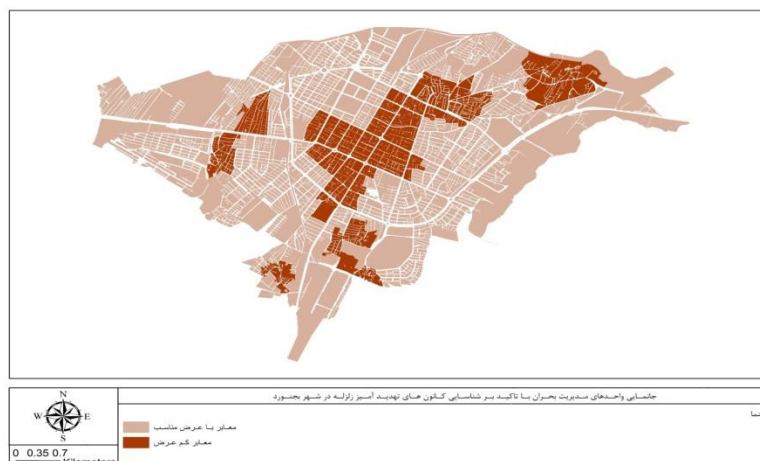 جانمایی واحدهای مدیریت بحران با تاکید بر شناسایی کانون های تهدید آمیز زلزله در شهر بجنورد
N
W E
S
معابر با عرض مناسب
معابر کم عرض
0 0.35 0.7
Kilometers